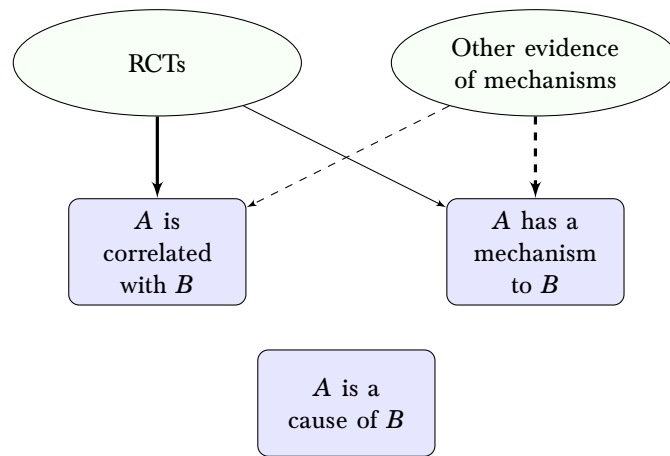 RCTs
Other evidence
of mechanisms
A is
correlated
with B
A has a
mechanism
to B
A is a
cause of B